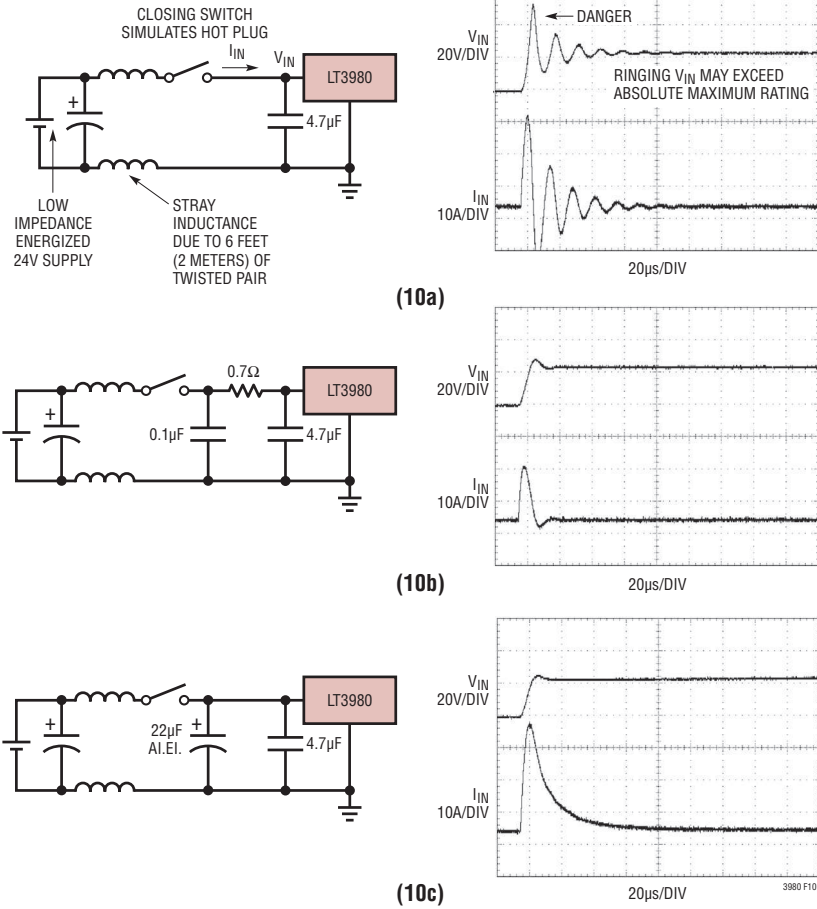 CLOSING SWITCH
SIMULATES HOT PLUG
IIN
VIN
LT3980
+
4.7µF
LOW
IMPEDANCE
ENERGIZED
24V SUPPLY
STRAY
INDUCTANCE
DUE TO 6 FEET
(2 METERS) OF
TWISTED PAIR
VIN
20V/DIV
DANGER
RINGING VIN MAY EXCEED
ABSOLUTE MAXIMUM RATING
IIN
10A/DIV
20µs/DIV
(10a)
0.7Ω
LT3980
+
0.1µF
4.7µF
VIN
20V/DIV
IIN
10A/DIV
20µs/DIV
(10b)
LT3980
+
22µF
AI.EI.
+
4.7µF
VIN
20V/DIV
IIN
10A/DIV
20µs/DIV
3980 F10
(10c)